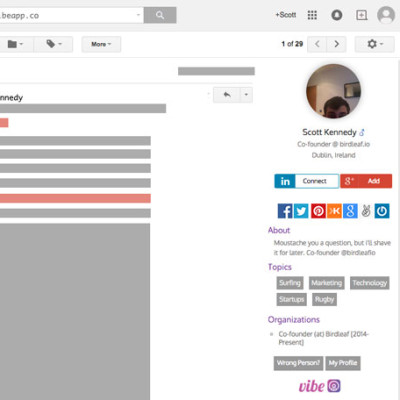 beapp.co
+Scott
More
1 of 29
nnedy
Scott Kennedy
Co-founder @ birdleaf.io
Dublin, Ireland
in Connect
g+ Add
About
Moustache you a question, but I'll shave
it for later. Co-founder @birdleafio
Topics
Surfing Marketing Technology
Startups Rugby
Organizations
Co-founder (at) Birdleaf [2014-
Present]
Wrong Person? My Profile
vibe